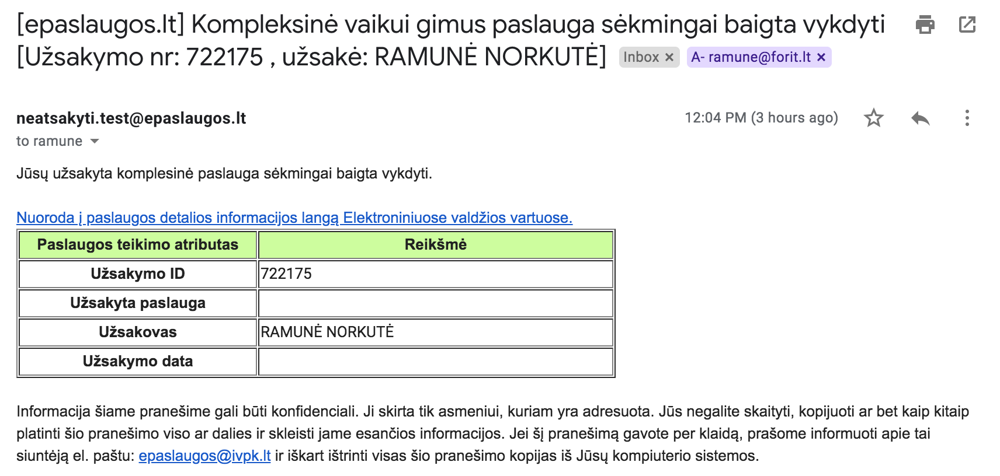 [epaslaugos.lt] Kompleksinė vaikui gimus paslauga sėkmingai baigta vykdyti
[Užsakymo nr: 722175 , užsakė: RAMUNĖ NORKUTĖ] Inbox × A- ramune@forit.lt ×
neatsakyti.test@epaslaugos.lt 12:04 PM (3 hours ago)
to ramune
Jūsų užsakyta komplesinė paslauga sėkmingai baigta vykdyti.
Nuoroda į paslaugos detalios informacijos langą Elektroniniuose valdžios vartuose.
Paslaugos teikimo atributas Reikšmė
Užsakymo ID 722175
Užsakyta paslauga
Užsakovas RAMUNĖ NORKUTĖ
Užsakymo data
Informacija šiame pranešime gali būti konfidenciali. Ji skirta tik asmeniui, kuriam yra adresuota. Jūs negalite skaityti, kopijuoti ar bet kaip kitaip
platinti šio pranešimo viso ar dalies ir skleisti jame esančios informacijos. Jei šį pranešimą gavote per klaidą, prašome informuoti apie tai
siuntėją el. paštu: epaslaugos@ivpk.lt ir iškart ištrinti visas šio pranešimo kopijas iš Jūsų kompiuterio sistemos.